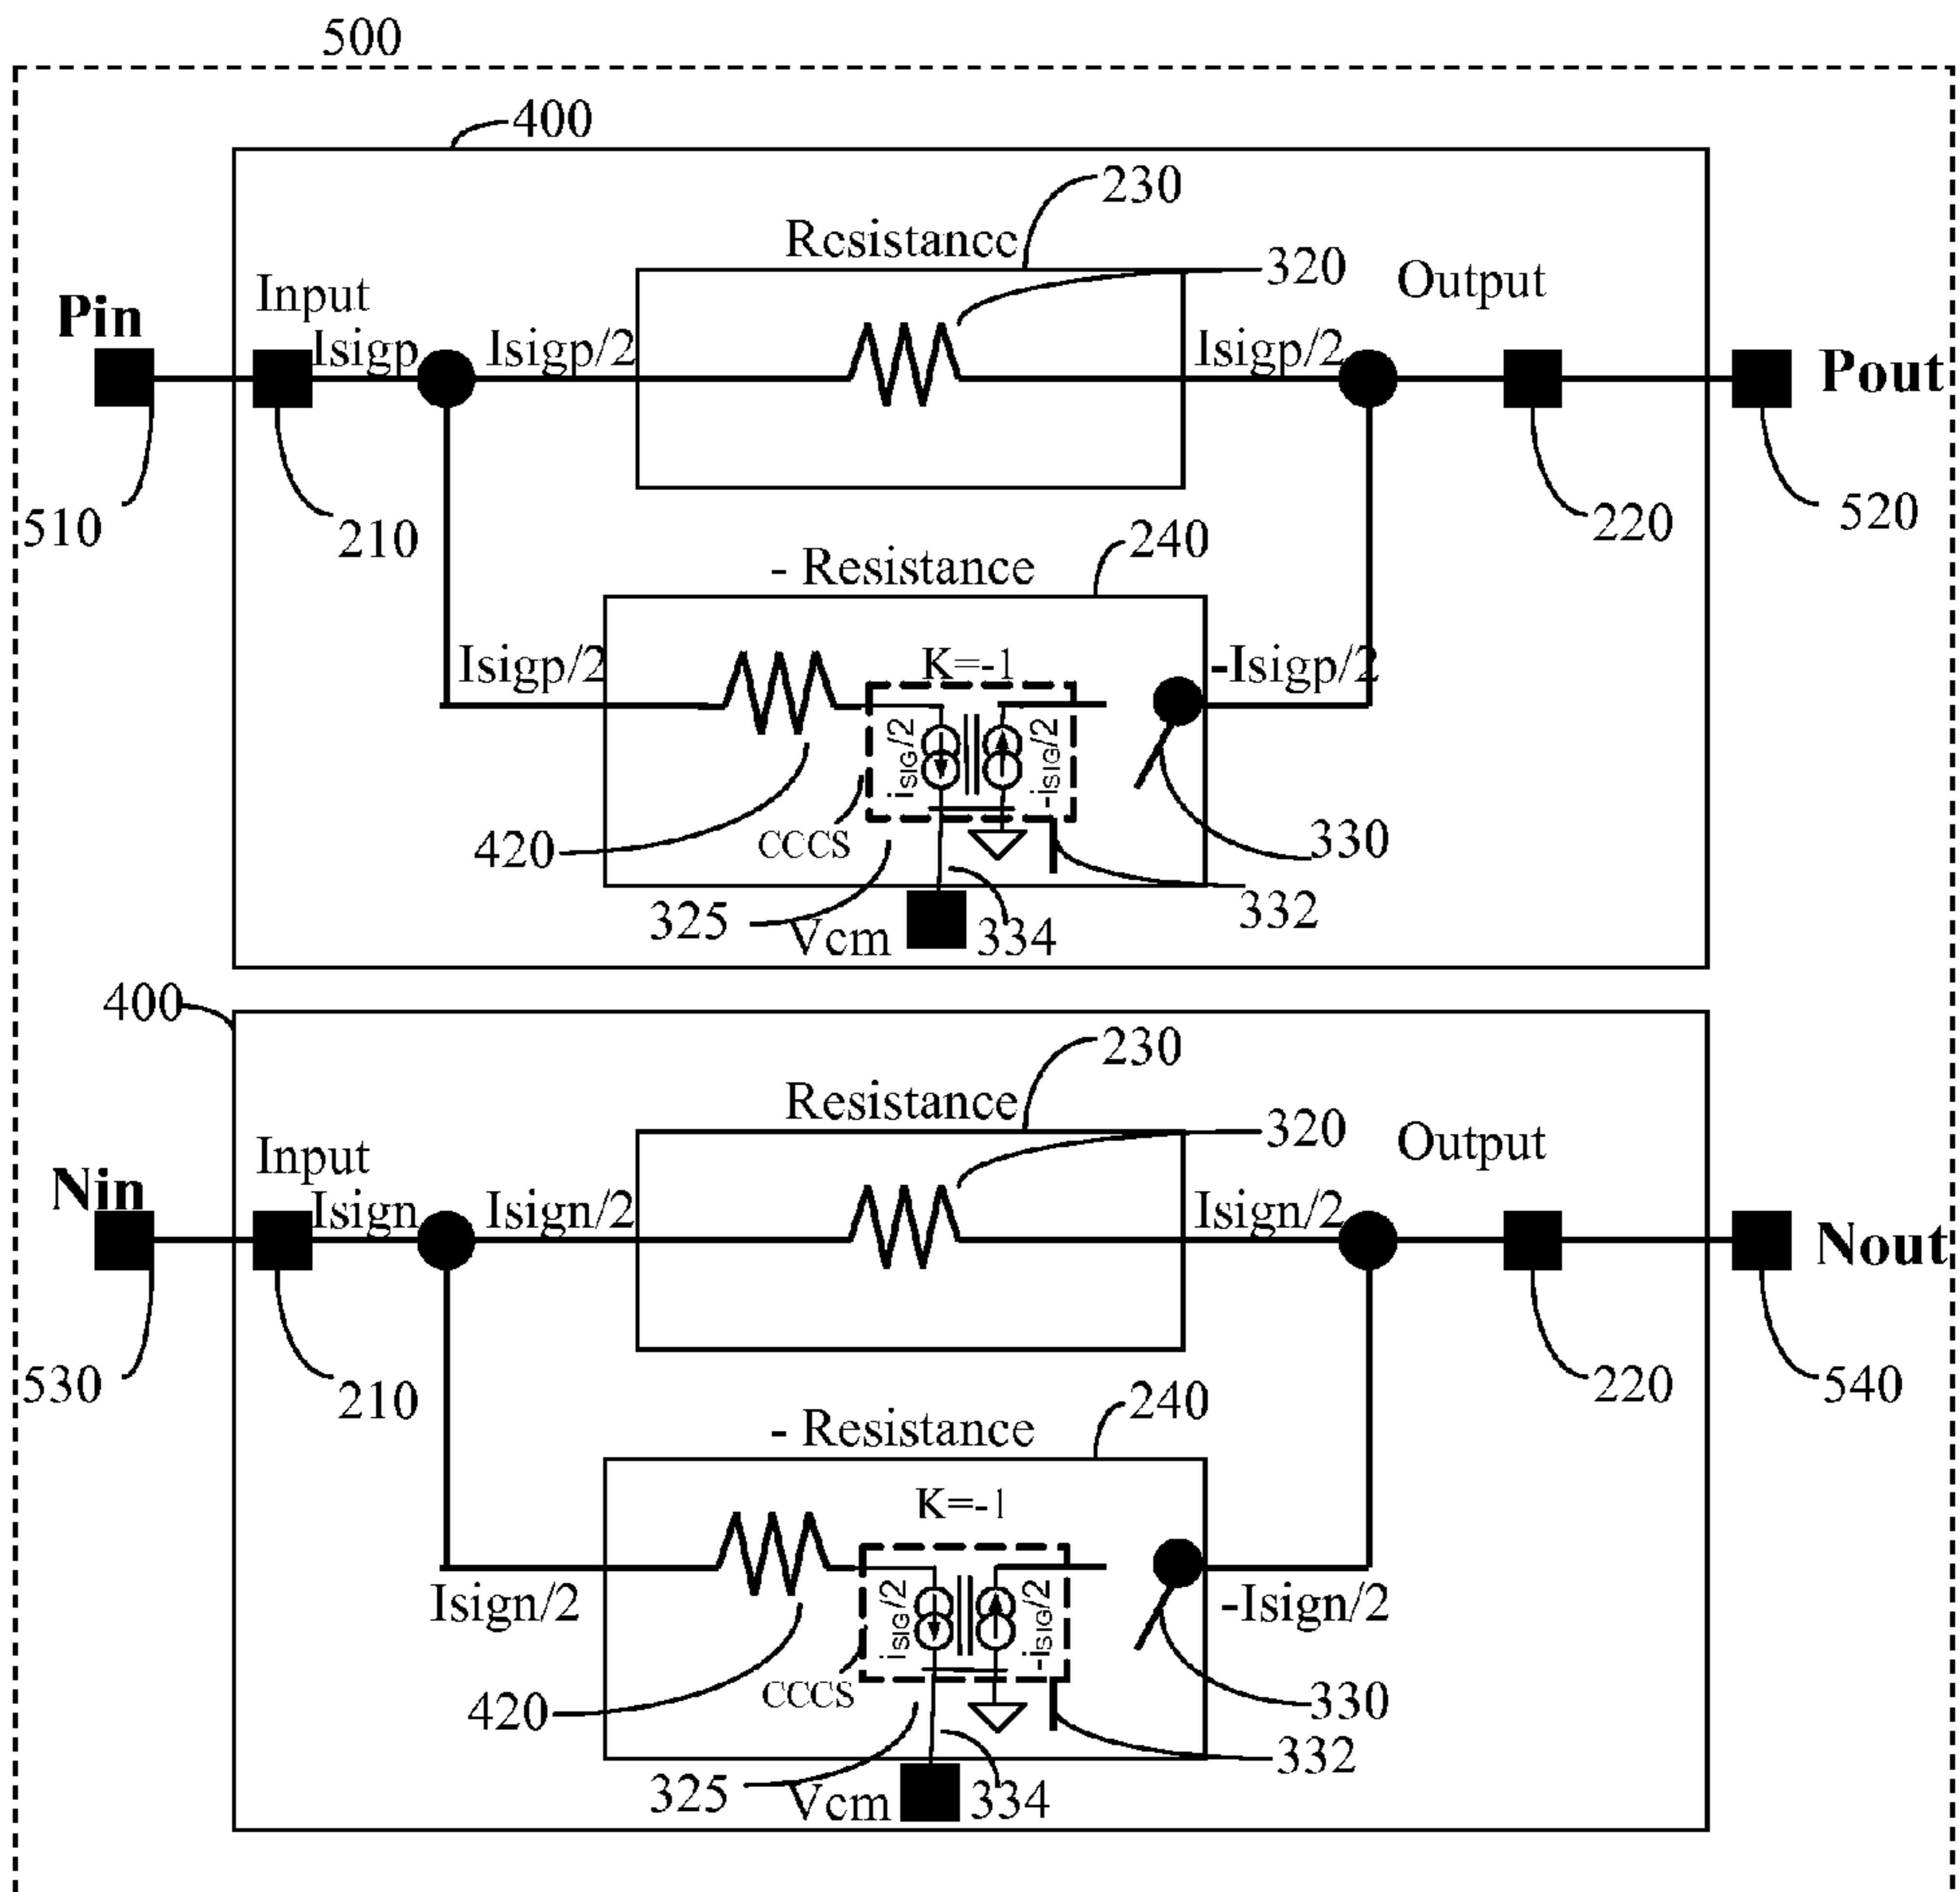 500
400
230
Rcsistancc
320
Input
Output
Pin
Isigp
Isigp/2
Isigp/2
Pout
510
210
220
520
240
- Resistance
Isigp/2
K=-1
-Isigp/2
iSIG/2
-iSIG/2
420
CCCS
330
325
Vcm
334
332
400
230
Resistance
320
Input
Output
Nin
Isign
Isign/2
Isign/2
Nout
530
210
220
540
240
- Resistance
K=-1
Isign/2
iSIG/2
-iSIG/2
-Isign/2
420
CCCS
330
332
325
Vcm
334